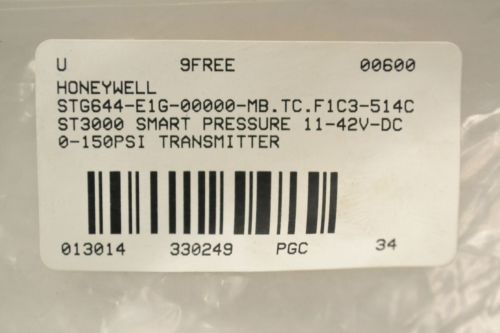 U 9FREE 00600
HONEYWELL
STG644-E1G-00000-MB.TC.F1C3-514C
ST3000 SMART PRESSURE 11-42V-DC
0-150PSI TRANSMITTER
013014 330249 PGC 34